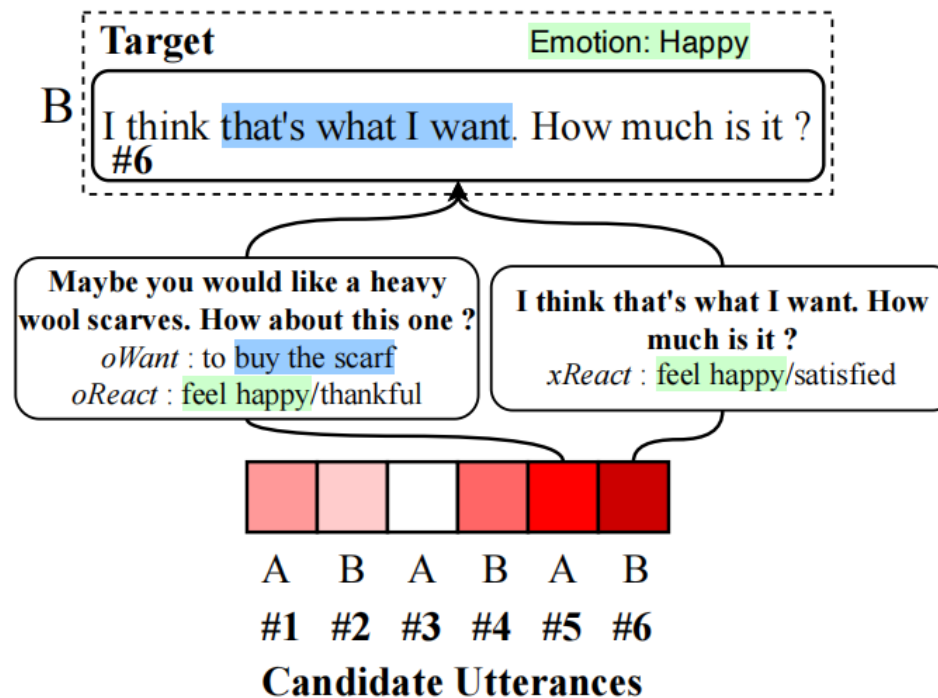 Target
Emotion: Happy
B
I think that's what I want. How much is it ?
#6
Maybe you would like a heavy
wool scarves. How about this one ?
oWant : to buy the scarf
oReact : feel happy/thankful
I think that's what I want. How
much is it ?
xReact : feel happy/satisfied
A B A B A B
#1 #2 #3 #4 #5 #6
Candidate Utterances